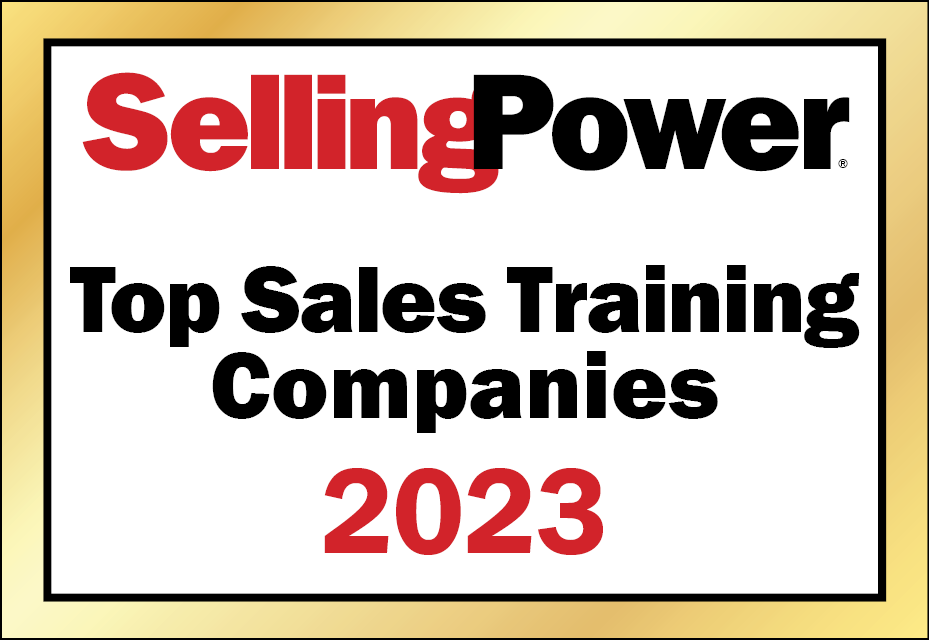 SellingPower®
Top Sales Training
Companies
2023